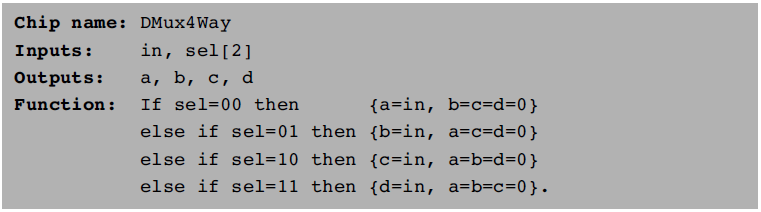 Chip name: DMux4Way
Inputs: in, sel[2]
Outputs: a, b, c, d
Function: If sel=00 then {a=in, b=c=d=0}
else if sel=01 then {b=in, a=c=d=0}
else if sel=10 then {c=in, a=b=d=0}
else if sel=11 then {d=in, a=b=c=0}.